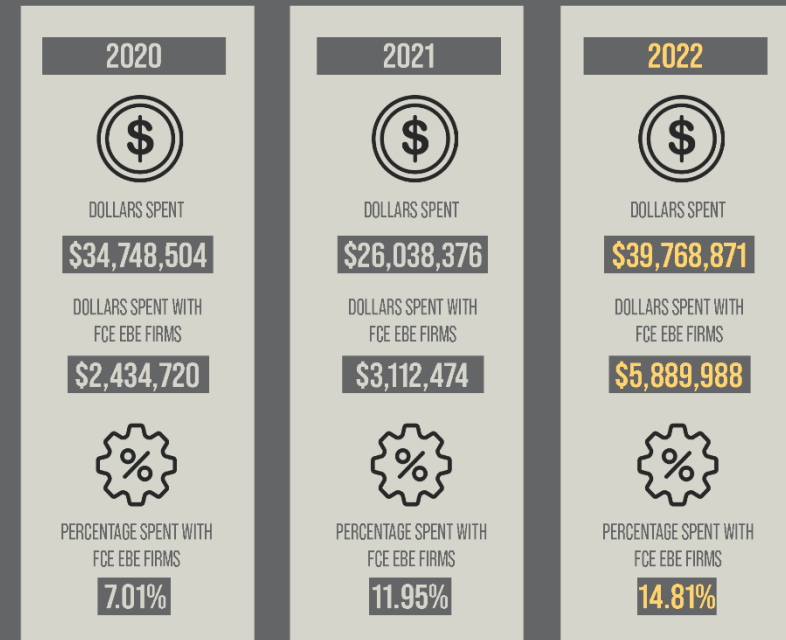 2020
$
DOLLARS SPENT
$34,748,504
DOLLARS SPENT WITH
FCE EBE FIRMS
$2,434,720
%
PERCENTAGE SPENT WITH
FCE EBE FIRMS
7.01%
2021
$
DOLLARS SPENT
$26,038,376
DOLLARS SPENT WITH
FCE EBE FIRMS
$3,112,474
%
PERCENTAGE SPENT WITH
FCE EBE FIRMS
11.95%
2022
$
DOLLARS SPENT
$39,768,871
DOLLARS SPENT WITH
FCE EBE FIRMS
$5,889,988
%
PERCENTAGE SPENT WITH
FCE EBE FIRMS
14.81%